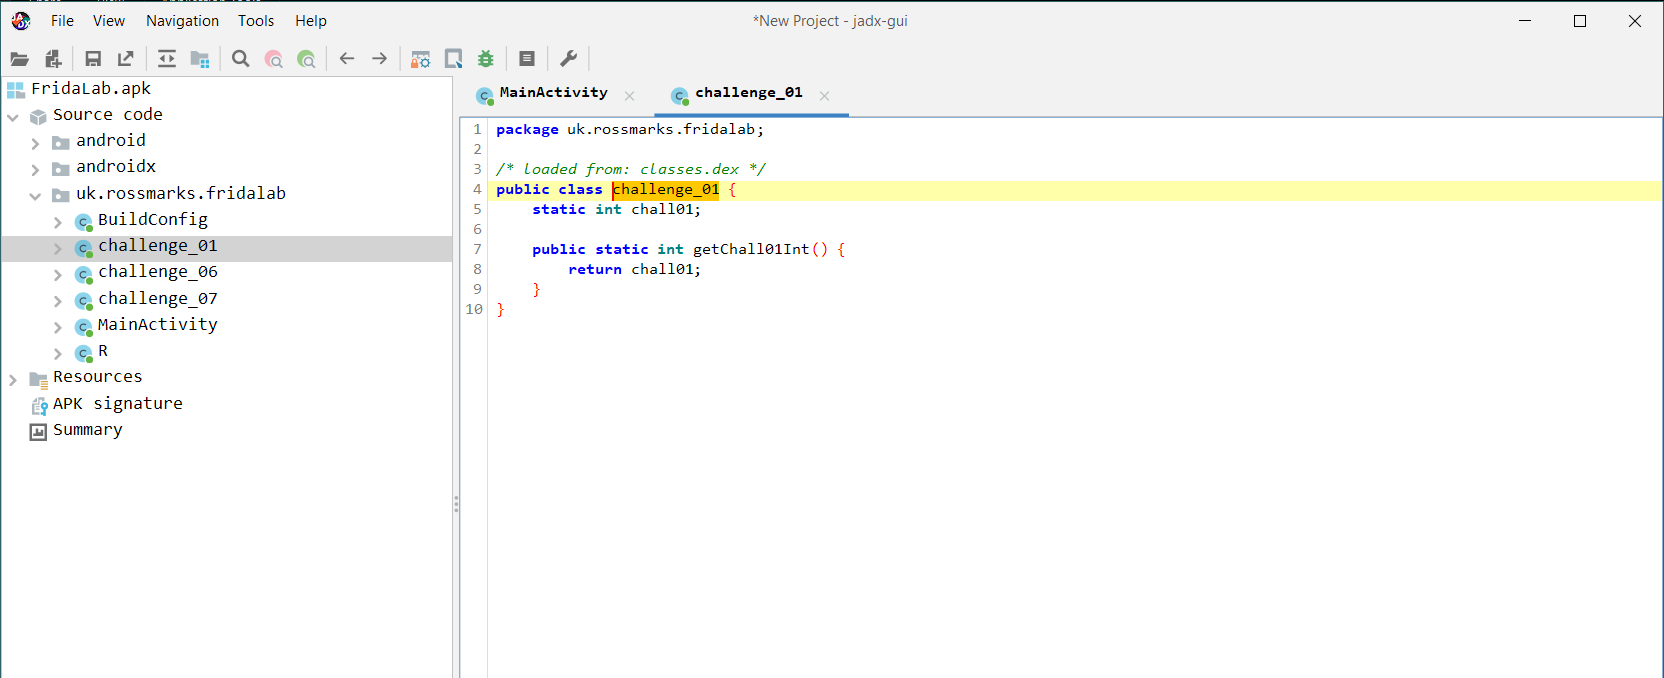 File View Navigation Tools Help *New Project - jadx-gui
FridaLab.apk
Source code
android
androidx
uk.rossmarks.fridalab
BuildConfig
challenge_01
challenge_06
challenge_07
MainActivity
R
Resources
APK signature
Summary
MainActivity challenge_01
1 package uk.rossmarks.fridalab;
2
3 /* loaded from: classes.dex */
4 public class challenge_01 {
5 static int chall01;
6
7 public static int getChall01Int() {
8 return chall01;
9 }
10 }